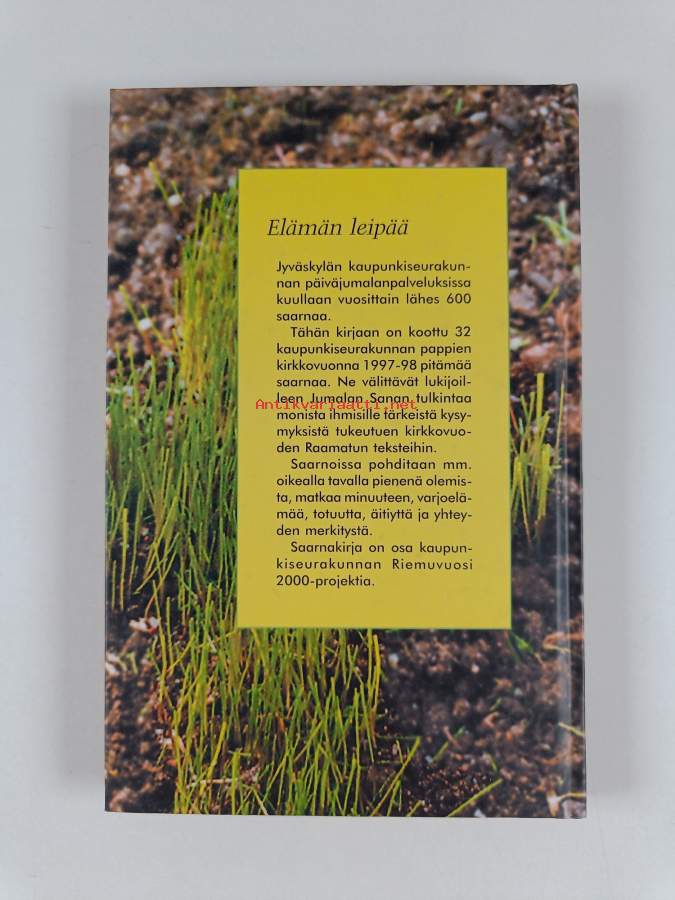 Elämän leipää
Jyväskylän kaupunkiseurakun-
nan päiväjumalanpalveluksissa
kuullaan vuosittain lähes 600
saarnaa.
Tähän kirjaan on koottu 32
kaupunkiseurakunnan pappien
kirkkovuonna 1997-98 pitämää
saarnaa. Ne välittävät lukijoil-
leen Jumalan Sanan tulkintaa
Antikvariaatti.net
monista ihmisille tärkeistä kysy-
myksistä tukeutuen kirkkovuo-
den Raamatun teksteihin.
Saarnoissa pohditaan mm.
oikealla tavalla pienenä olemis-
ta, matkaa minuuteen, varjoelä-
mää, totuutta, äitiyttä ja yhtey-
den merkitystä.
Saarnakirja on osa kaupun-
kiseurakunnan Riemuvuosi
2000-projektia.